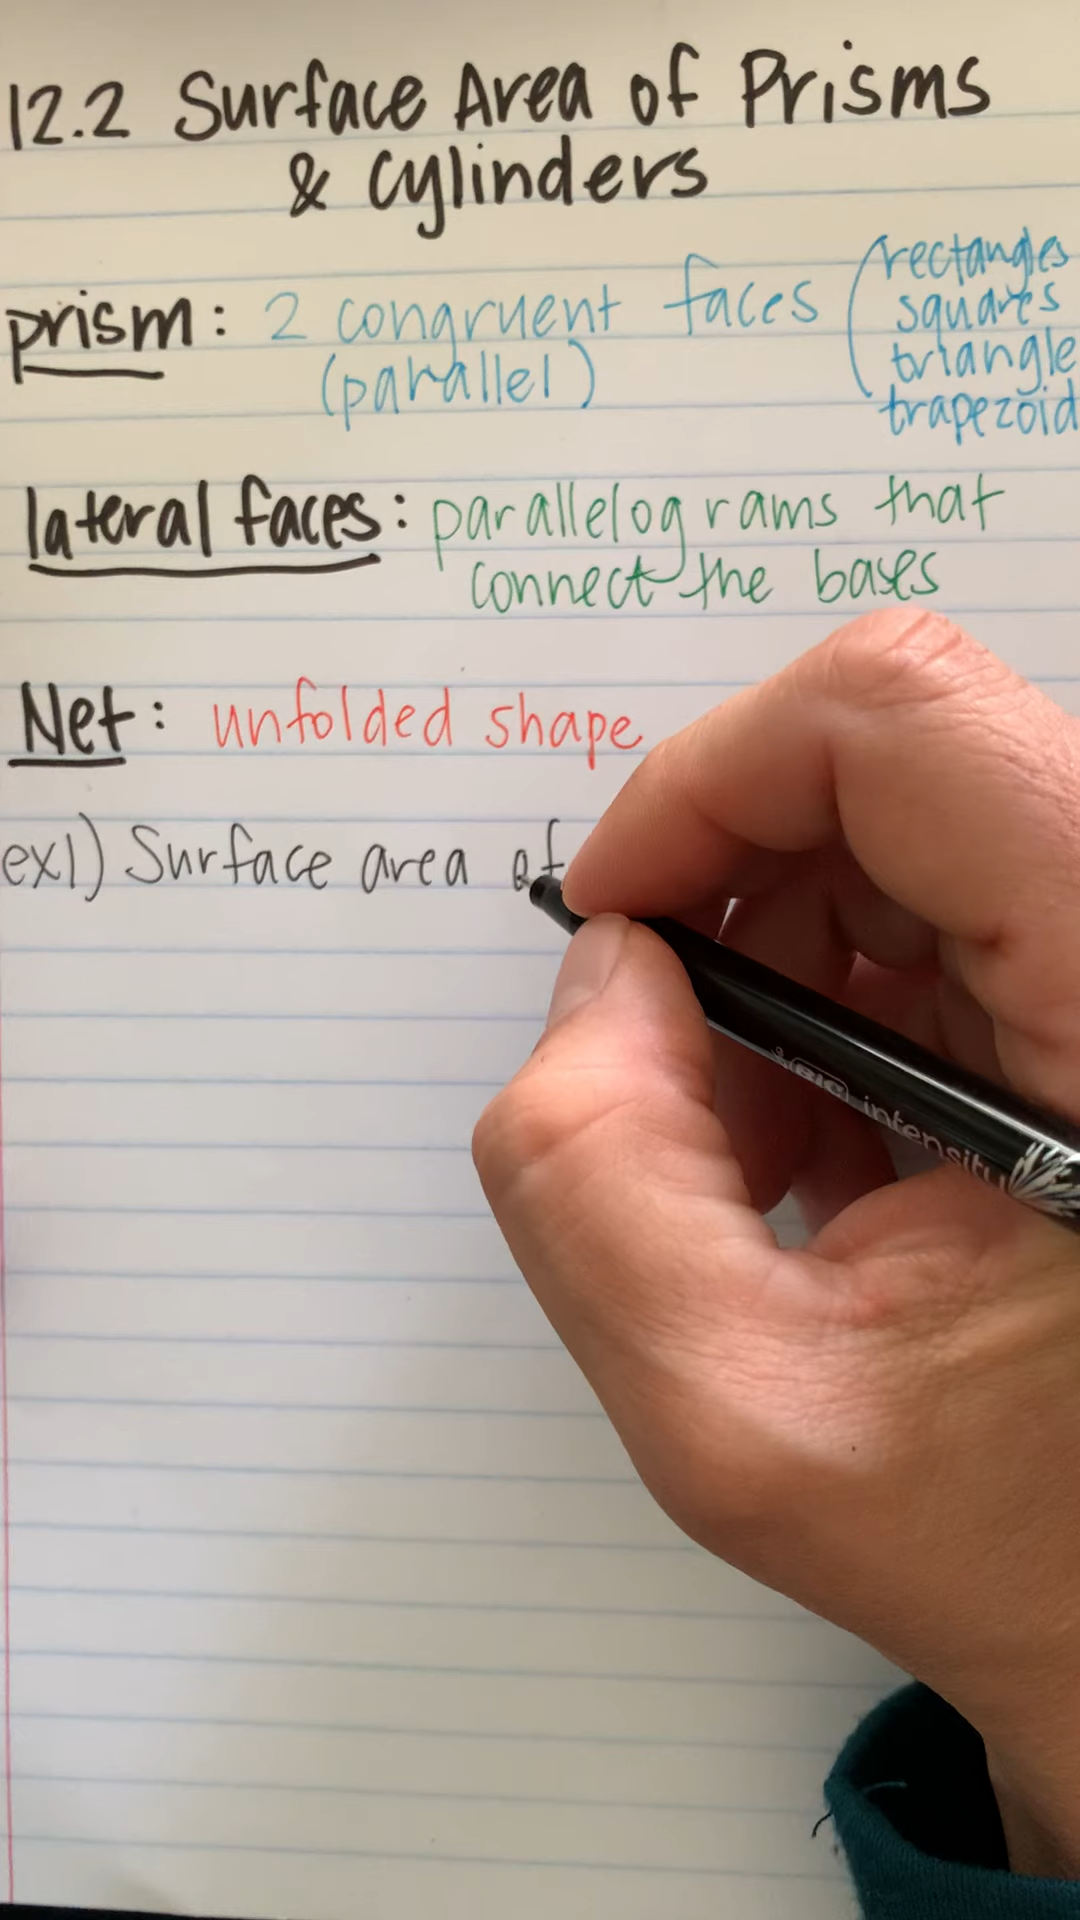 12.2 Surface Area of Prisms
& Cylinders
prism: 2 congruent faces
(parallel)
(rectangles
squares
triangle
trapezoid
lateral faces: parallelograms that
connect the bases
Net: unfolded shape
ex1) Surface area of
BIC intensity